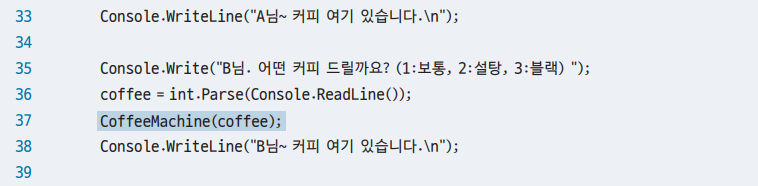 33 Console.WriteLine("A님~ 커피 여기 있습니다.\n");
34
35 Console.Write("B님. 어떤 커피 드릴까요? (1:보통, 2:설탕, 3:블랙) ");
36 coffee = int.Parse(Console.ReadLine());
37 CoffeeMachine(coffee);
38 Console.WriteLine("B님~ 커피 여기 있습니다.\n");
39